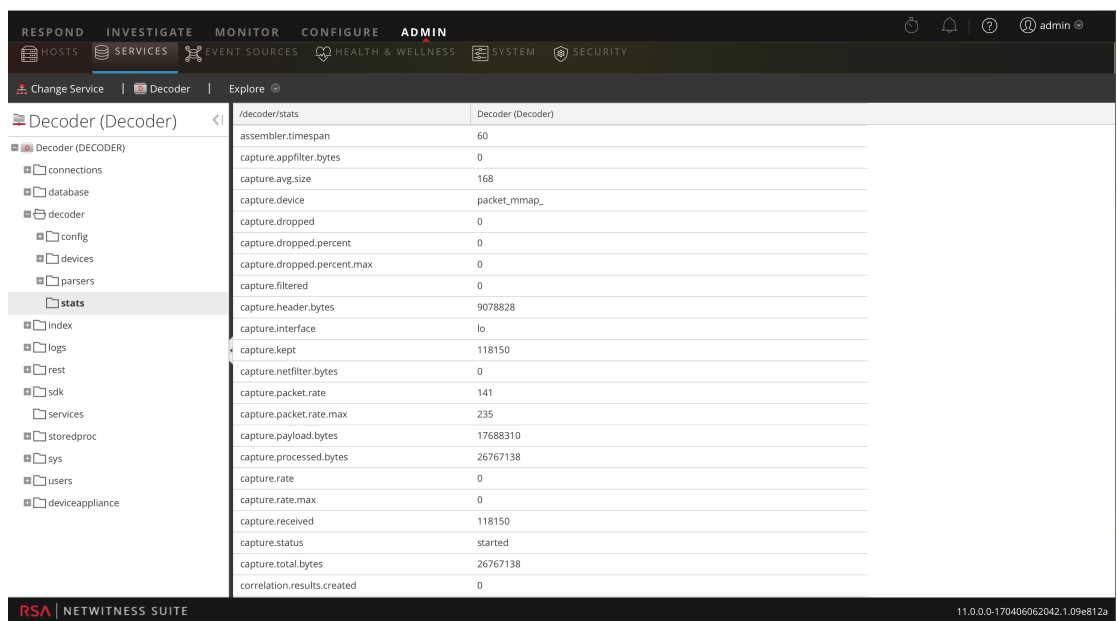 RESPOND INVESTIGATE MONITOR CONFIGURE ADMIN admin
HOSTS SERVICES EVENT SOURCES HEALTH & WELLNESS SYSTEM SECURITY
Change Service | Decoder | Explore
Decoder (Decoder)
Decoder (DECODER)
connections
database
decoder
config
devices
parsers
stats
index
logs
rest
sdk
services
storedproc
sys
users
deviceappliance
/decoder/stats Decoder (Decoder)
assembler.timespan 60
capture.appfilter.bytes 0
capture.avg.size 168
capture.device packet_mmap_
capture.dropped 0
capture.dropped.percent 0
capture.dropped.percent.max 0
capture.filtered 0
capture.header.bytes 9078828
capture.interface lo
capture.kept 118150
capture.netfilter.bytes 0
capture.packet.rate 141
capture.packet.rate.max 235
capture.payload.bytes 17688310
capture.processed.bytes 26767138
capture.rate 0
capture.rate.max 0
capture.received 118150
capture.status started
capture.total.bytes 26767138
correlation.results.created 0
RSA | NETWITNESS SUITE 11.0.0.0-170406062042.1.09e812a